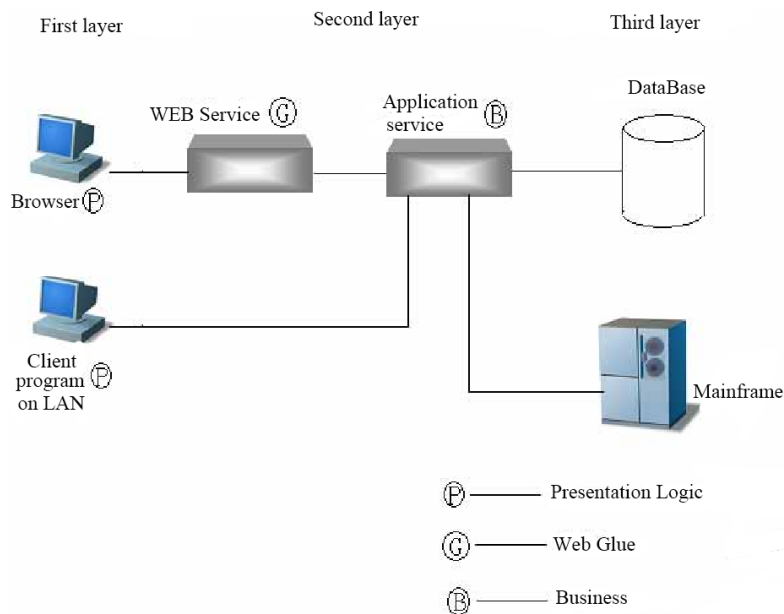 First layer
Second layer
Third layer
WEB Service Ⓖ
Application
service Ⓑ
DataBase
Browser Ⓟ
Client
program Ⓟ
on LAN
Mainframe
Ⓟ Presentation Logic
Ⓖ Web Glue
Ⓑ Business